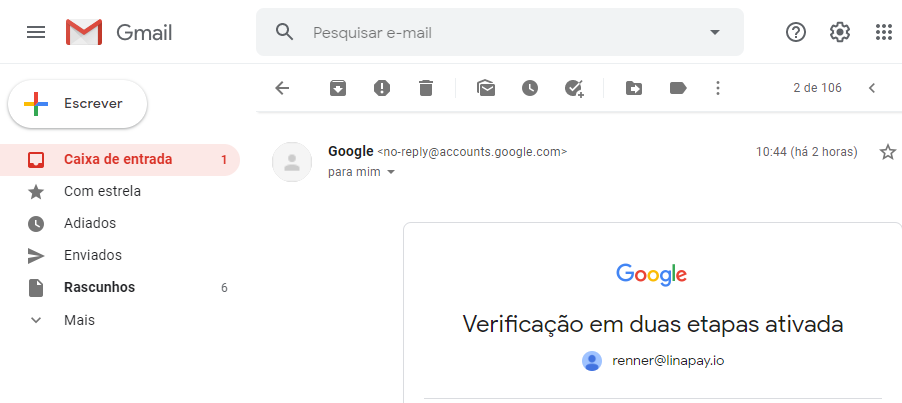 Gmail
Pesquisar e-mail
Escrever
2 de 106
Caixa de entrada 1
Com estrela
Adiados
Enviados
Rascunhos 6
Mais
Google <no-reply@accounts.google.com>
10:44 (há 2 horas)
para mim
Google
Verificação em duas etapas ativada
renner@linapay.io